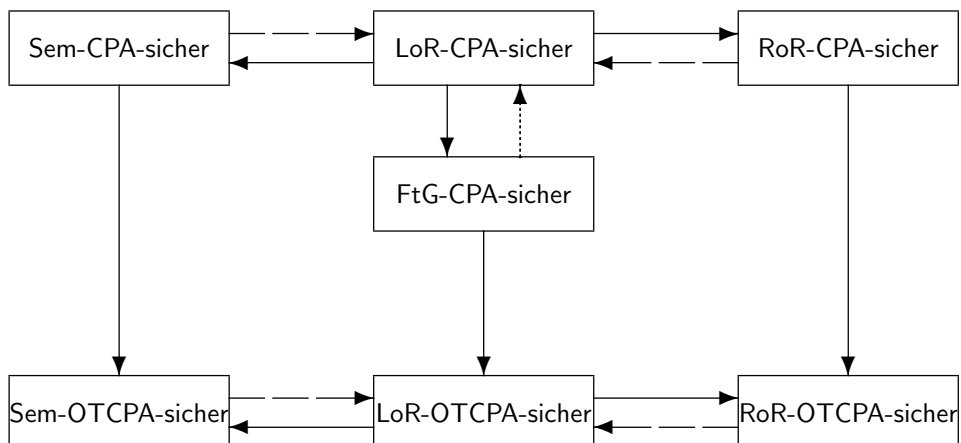 Sem-CPA-sicher
LoR-CPA-sicher
RoR-CPA-sicher
FtG-CPA-sicher
Sem-OTCPA-sicher
LoR-OTCPA-sicher
RoR-OTCPA-sicher